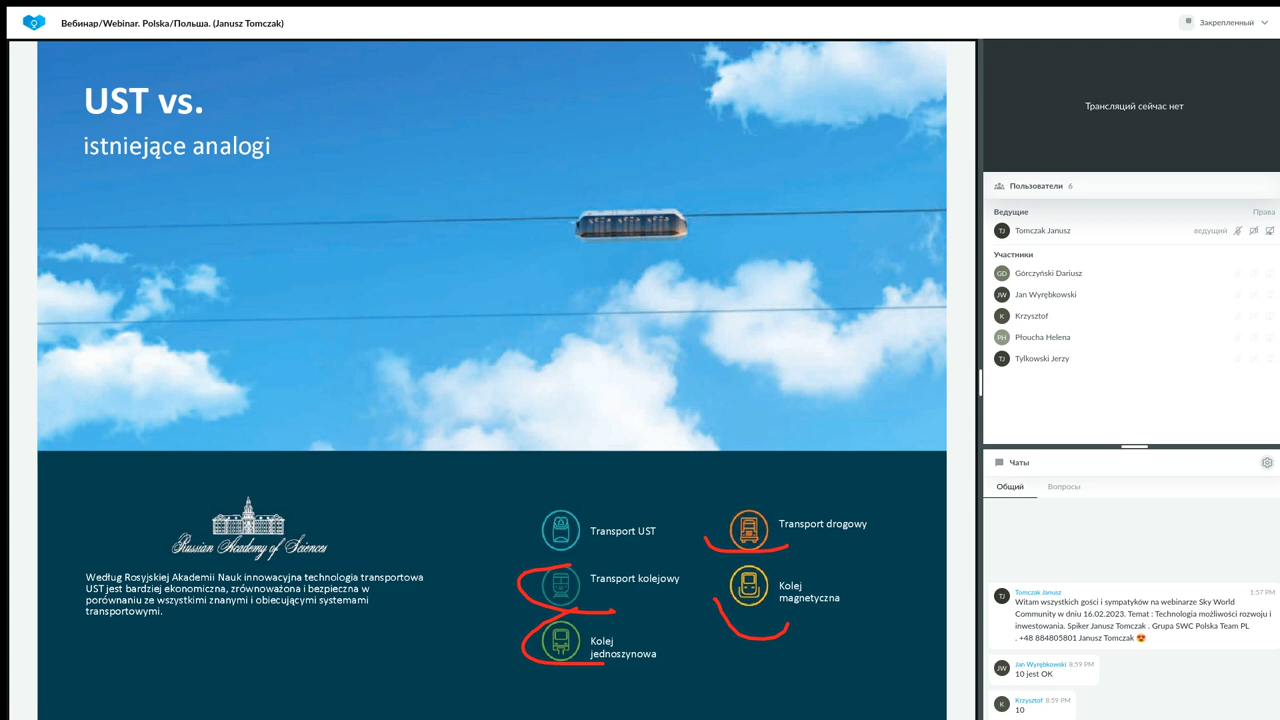 Вебинар/Webinar. Polska/Польша. (Janusz Tomczak)
Закрепленный
UST vs.
istniejące analogi
Russian Academy of Sciences
Według Rosyjskiej Akademii Nauk innowacyjna technologia transportowa
UST jest bardziej ekonomiczna, zrównoważona i bezpieczna w
porównaniu ze wszystkimi znanymi i obiecującymi systemami
transportowymi.
Transport UST
Transport kolejowy
Kolej
jednoszynowa
Transport drogowy
Kolej
magnetyczna
Трансляций сейчас нет
Пользователи 6
Ведущие Права
TJ Tomczak Janusz ведущий
Участники
GD Górczyński Dariusz
JW Jan Wyrębkowski
K Krzysztof
PH Płoucha Helena
TJ Tylkowski Jerzy
Чаты
Общий Вопросы
TJ Tomczak Janusz 1:57 PM
Witam wszystkich gości i sympatyków na webinarze Sky World
Community w dniu 16.02.2023. Temat : Technologia możliwości rozwoju i
inwestowania. Spiker Janusz Tomczak . Grupa SWC Polska Team PL
. +48 884805801 Janusz Tomczak 😍
JW Jan Wyrębkowski 8:59 PM
10 jest OK
K Krzysztof 8:59 PM
10